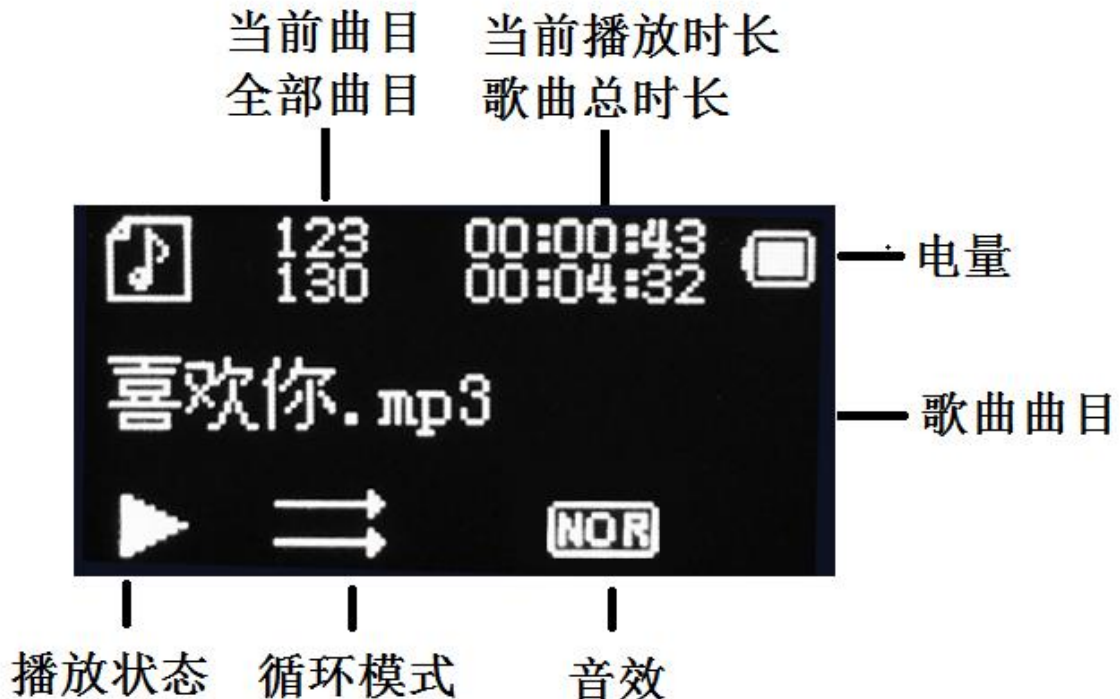 当前曲目
全部曲目
当前播放时长
歌曲总时长
123
130
00:00:43
00:04:32
电量
喜欢你.mp3
歌曲曲目
NOR
播放状态
循环模式
音效